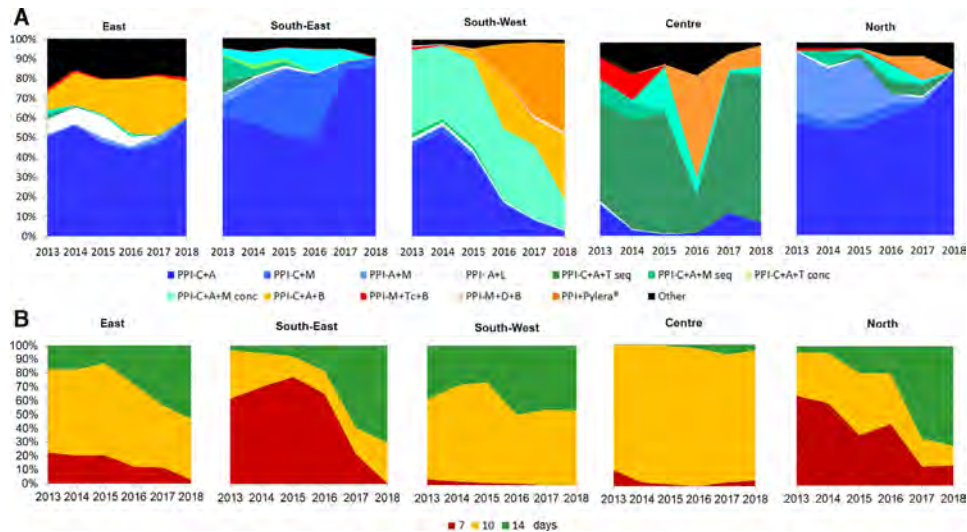 A
East South-East South-West Centre North
100%
90%
80%
70%
60%
50%
40%
30%
20%
10%
0%
2013 2014 2015 2016 2017 2018 2013 2014 2015 2016 2017 2018 2013 2014 2015 2016 2017 2018 2013 2014 2015 2016 2017 2018 2013 2014 2015 2016 2017 2018
PPI-C+A PPI-C+M PPI-A+M PPI- A+L PPI-C+A+T seq PPI-C+A+M seq PPI-C+A+T conc
PPI-C+A+M conc PPI-C+A+B PPI-M+Tc+B PPI-M+D+B PPI+Pylera® Other
B
East South-East South-West Centre North
100%
90%
80%
70%
60%
50%
40%
30%
20%
10%
0%
2013 2014 2015 2016 2017 2018 2013 2014 2015 2016 2017 2018 2013 2014 2015 2016 2017 2018 2013 2014 2015 2016 2017 2018 2013 2014 2015 2016 2017 2018
7 10 14 days